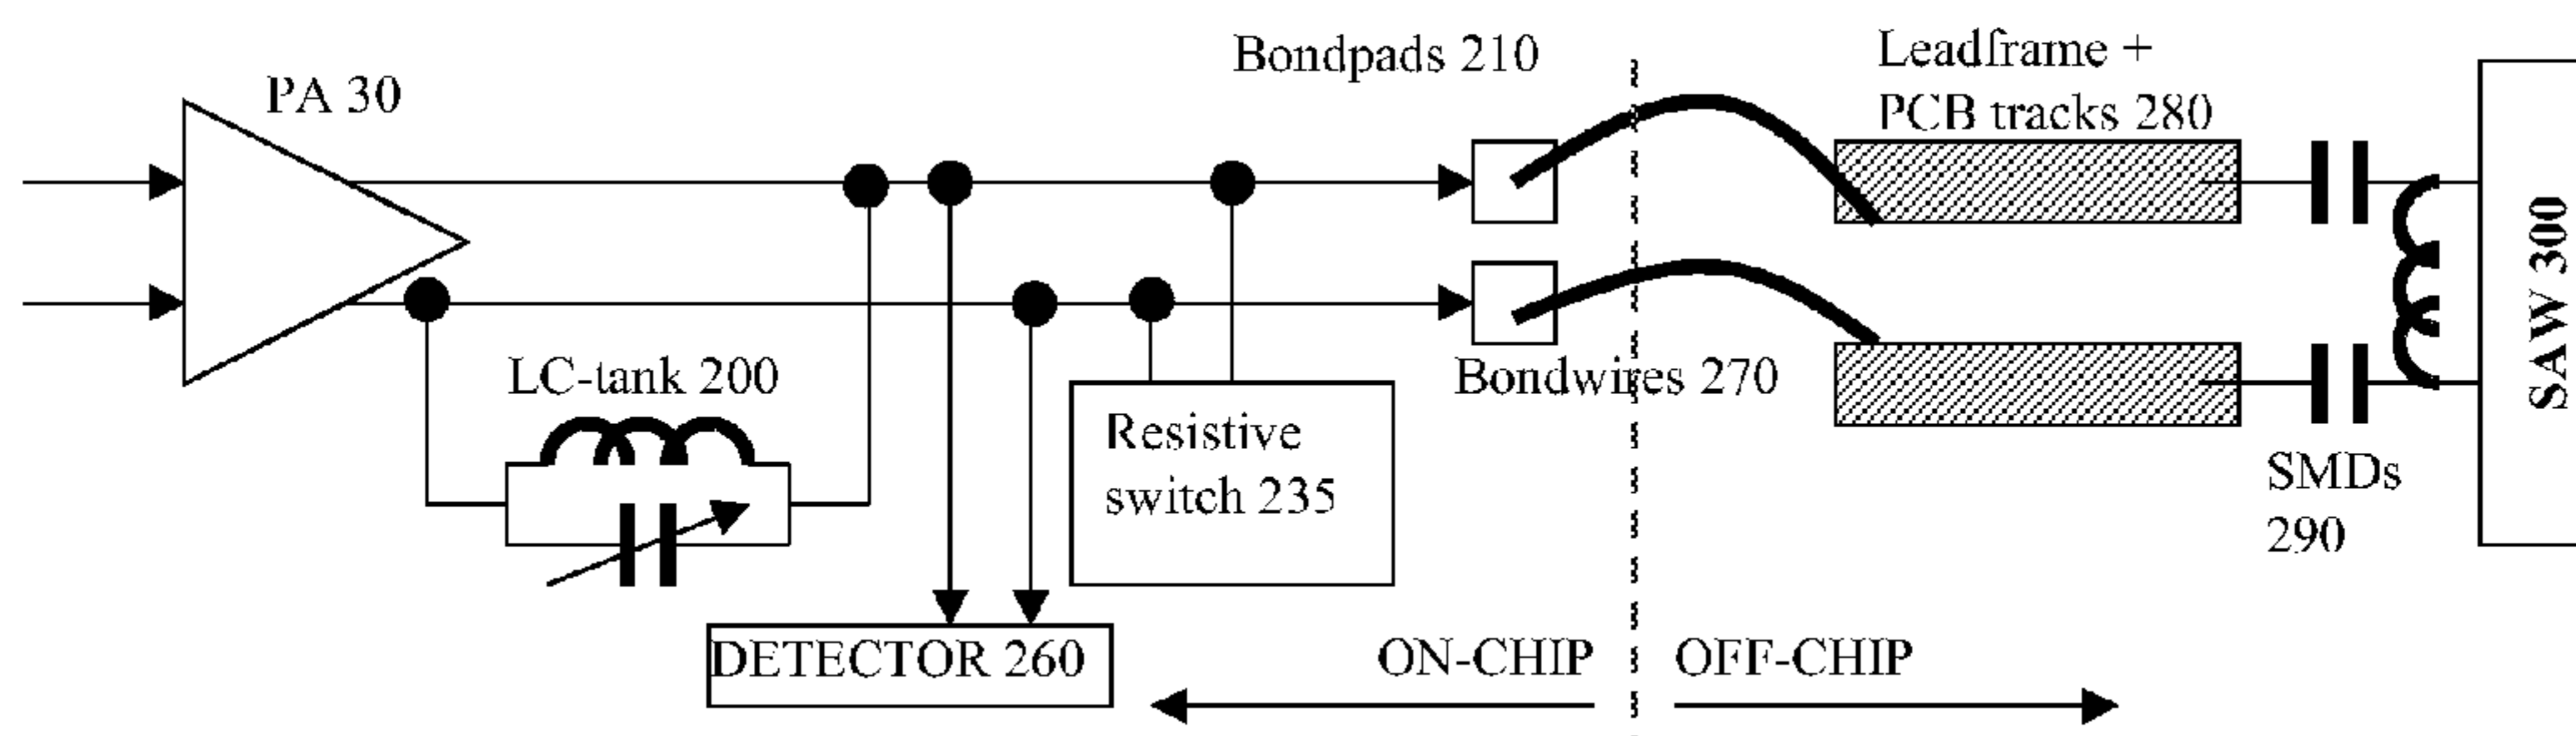 PA 30
Bondpads 210
Leadframe +
PCB tracks 280
LC-tank 200
Bondwires 270
Resistive
switch 235
SAW 300
SMDs
290
DETECTOR 260
ON-CHIP
OFF-CHIP